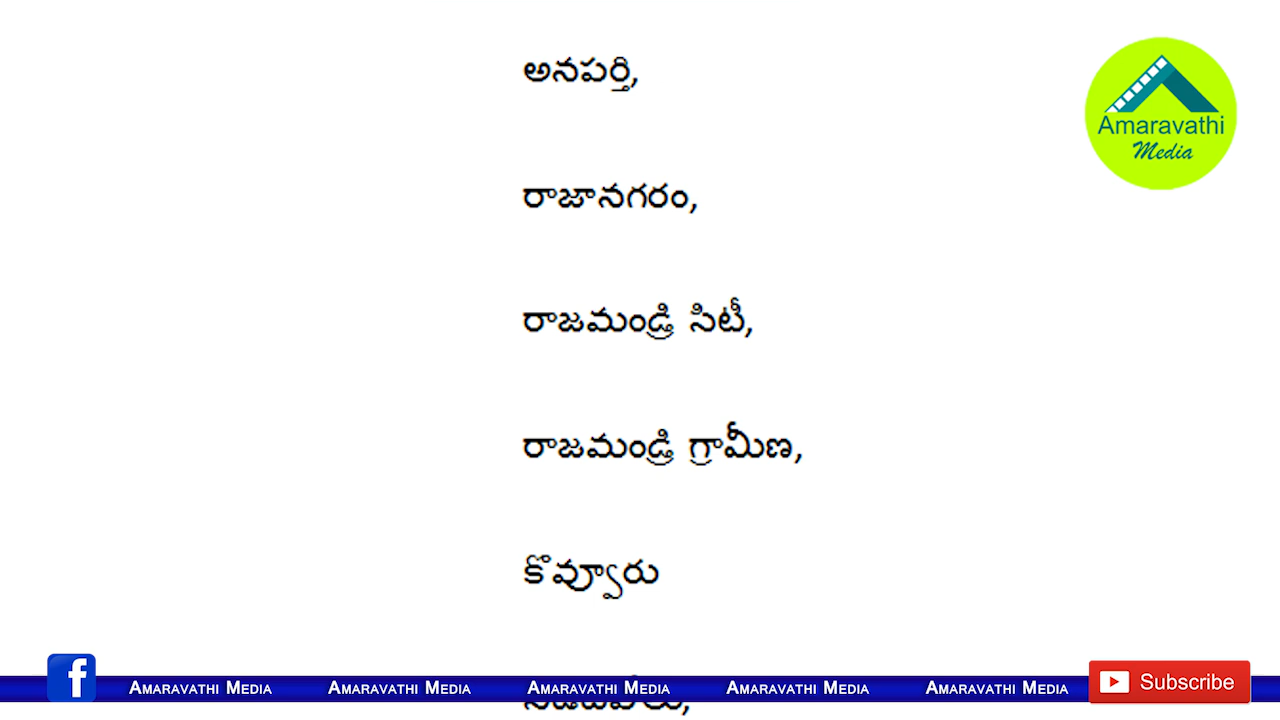 అనపర్తి,
Amaravathi
Media
రాజానగరం,
రాజమండ్రి సిటీ,
రాజమండ్రి గ్రామీణ,
కొవ్వూరు
f Amaravathi Media Amaravathi Media Amaravathi Media Amaravathi Media Amaravathi Media Subscribe